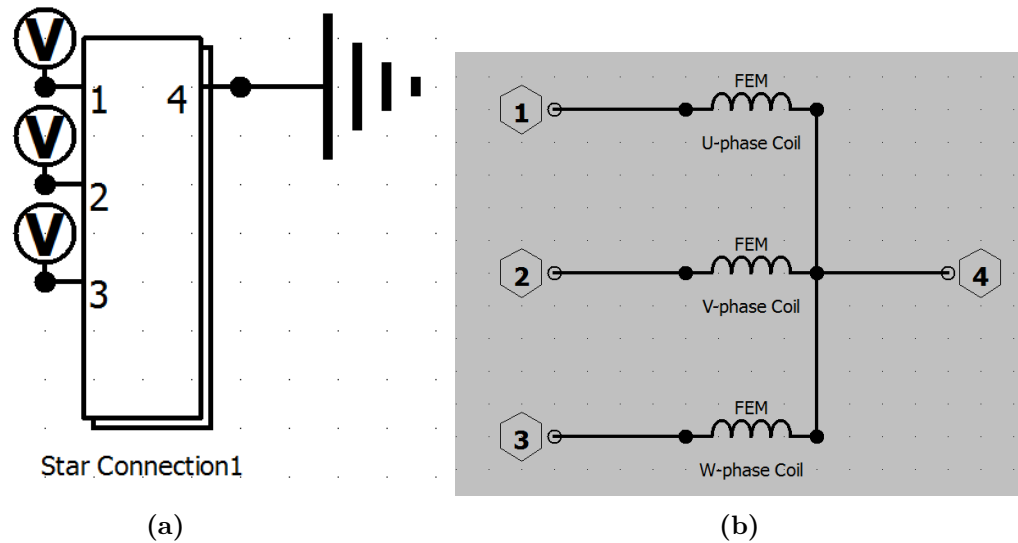 V
1 4
V
2
V
3
Star Connection1
(a)
FEM
1
U-phase Coil
FEM
2 4
V-phase Coil
FEM
3
W-phase Coil
(b)